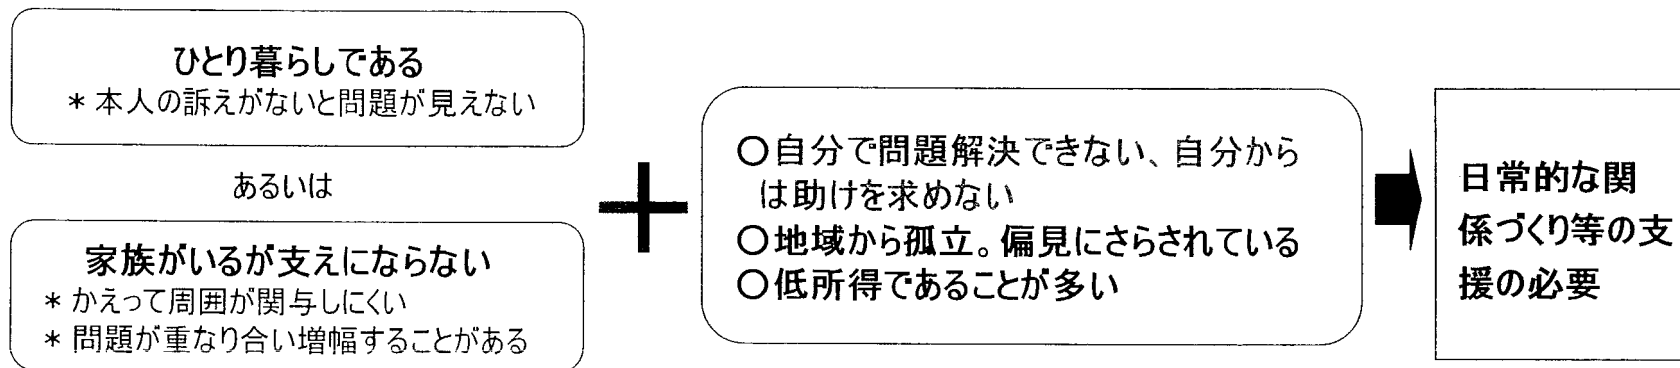 ひとり暮らしである
＊本人の訴えがないと問題が見えない
あるいは
家族がいるが支えにならない
＊かえって周囲が関与しにくい
＊問題が重なり合い増幅することがある
○自分で問題解決できない、自分から
は助けを求めない
○地域から孤立。偏見にさらされている
○低所得であることが多い
日常的な関
係づくり等の支
援の必要